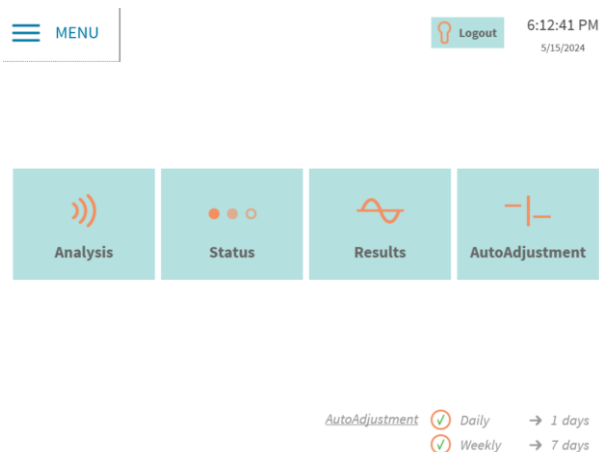 MENU
Logout
6:12:41 PM
5/15/2024
Analysis
Status
Results
AutoAdjustment
AutoAdjustment Daily → 1 days
Weekly → 7 days